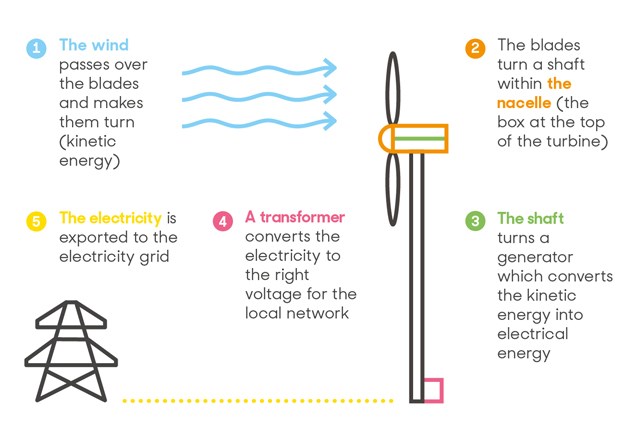 1
The wind
passes over
the blades
and makes
them turn
(kinetic
energy)
2
The blades
turn a shaft
within the
nacelle (the
box at the top
of the turbine)
5
The electricity is
exported to the
electricity grid
4
A transformer
converts the
electricity to
the right
voltage for the
local network
3
The shaft
turns a
generator
which converts
the kinetic
energy into
electrical
energy